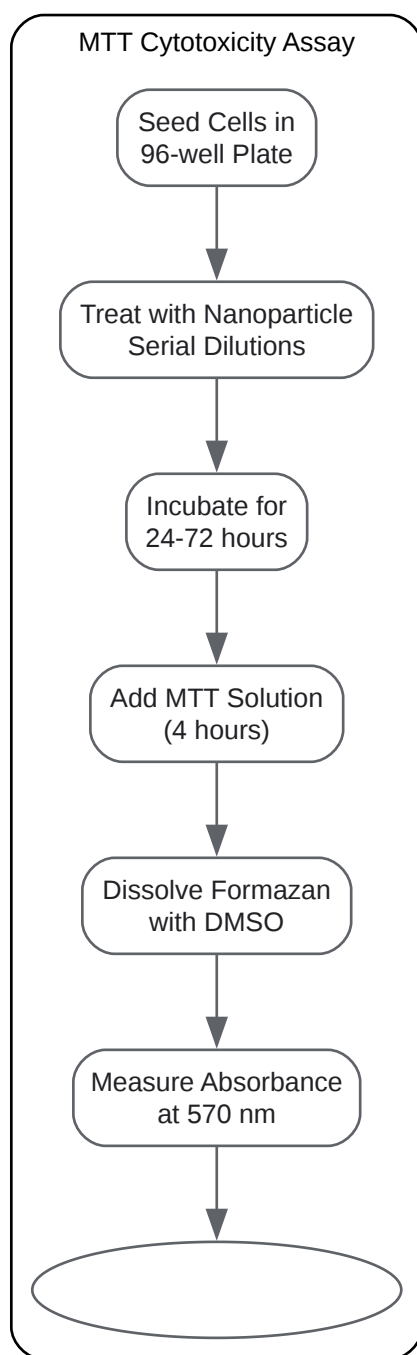 MTT Cytotoxicity Assay
Seed Cells in
96-well Plate
Treat with Nanoparticle
Serial Dilutions
Incubate for
24-72 hours
Add MTT Solution
(4 hours)
Dissolve Formazan
with DMSO
Measure Absorbance
at 570 nm